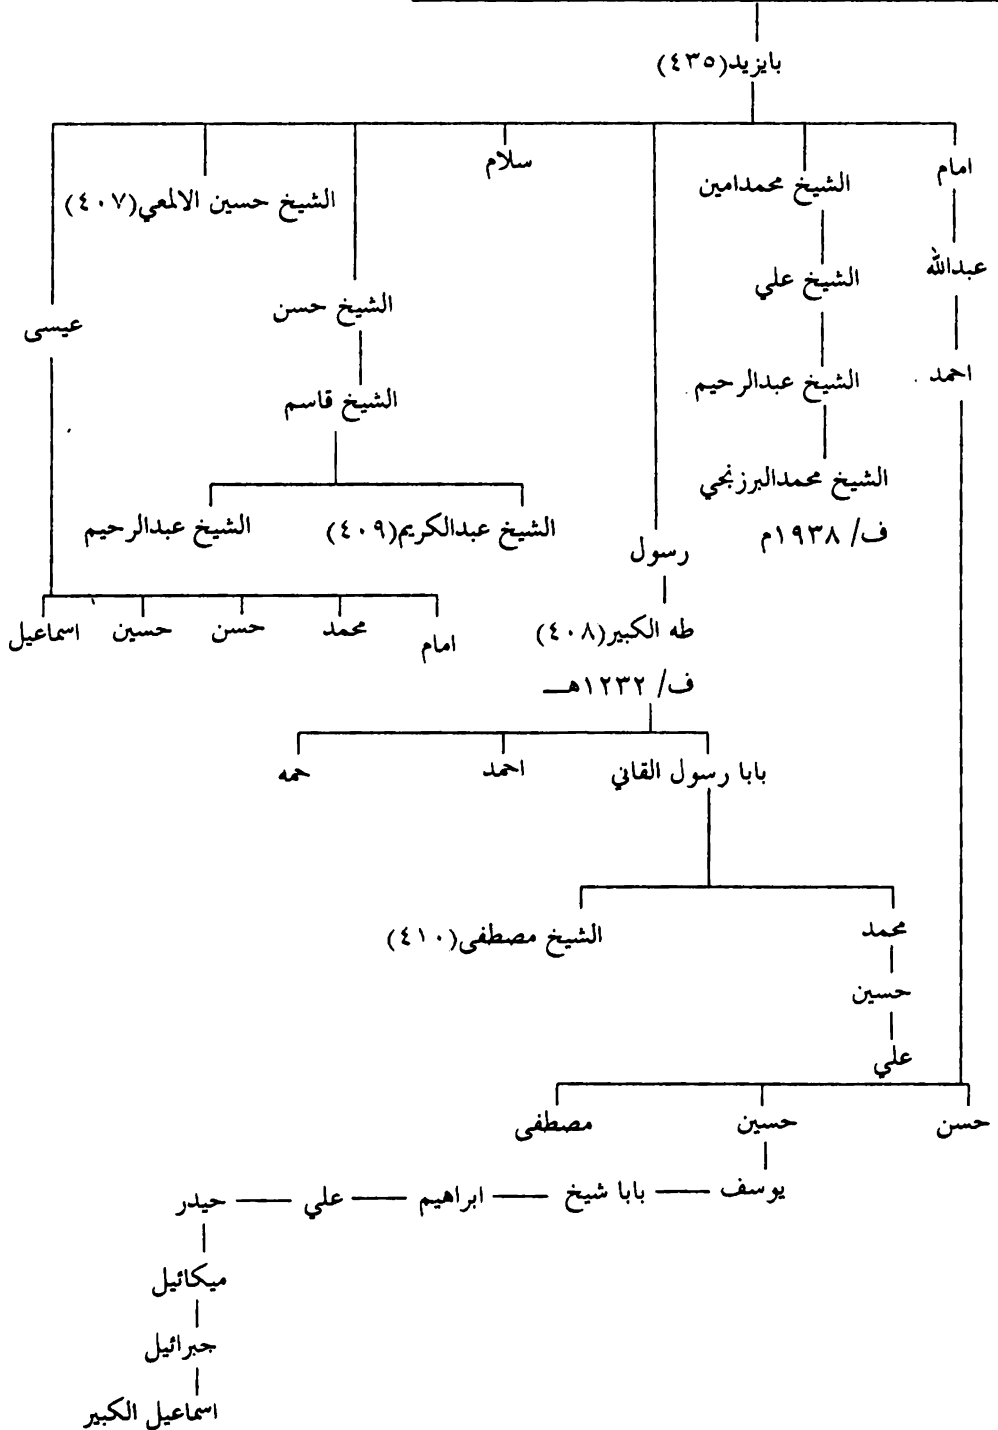 بايزيد(٤٣٥)
امام
الشيخ محمدامين
سلام
الشيخ حسين الالمعي(٤٠٧)
عبدالله
الشيخ علي
الشيخ حسن
عيسى
احمد
الشيخ عبدالرحيم
الشيخ قاسم
الشيخ محمدالبرزنجي
ف/ ١٩٣٨م
الشيخ عبدالكريم(٤٠٩)
الشيخ عبدالرحيم
رسول
طه الكبير(٤٠٨)
ف/ ١٢٣٢هـ
امام
محمد
حسن
حسين
اسماعيل
بابا رسول القاني
احمد
حمه
محمد
الشيخ مصطفى(٤١٠)
حسين
علي
حسن
حسين
مصطفى
يوسف — بابا شيخ — ابراهيم — علي — حيدر
ميكائيل
جبرائيل
اسماعيل الكبير